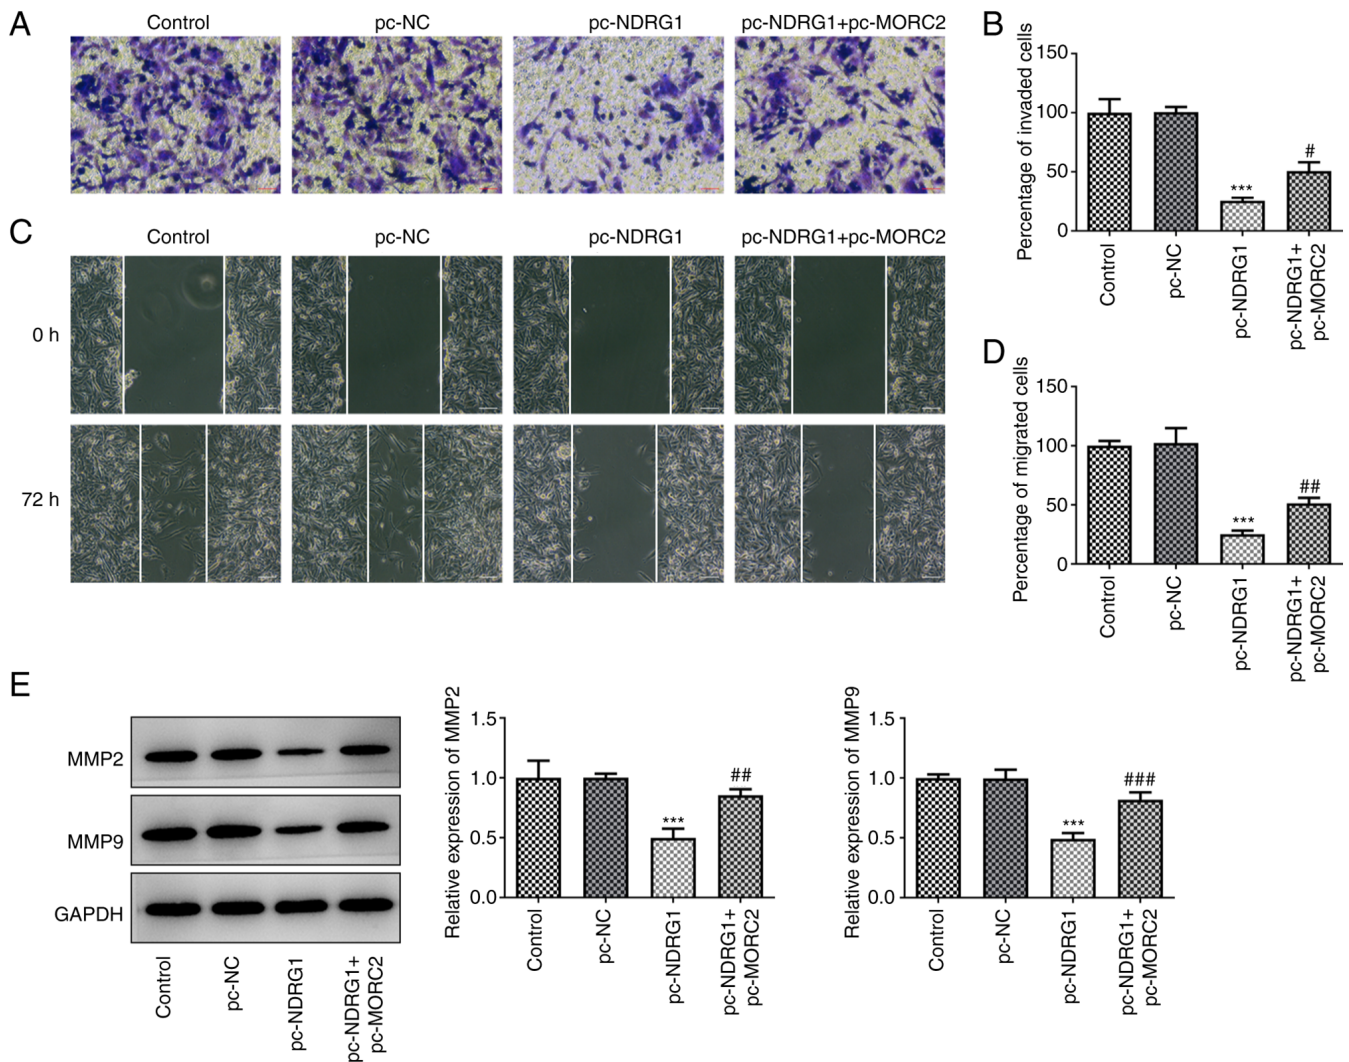 A
Control
pc-NC
pc-NDRG1
pc-NDRG1+pc-MORC2
B
Percentage of invaded cells
150
100
50
0
***
#
Control
pc-NC
pc-NDRG1
pc-NDRG1+
pc-MORC2
C
Control
pc-NC
pc-NDRG1
pc-NDRG1+pc-MORC2
0 h
72 h
D
Percentage of migrated cells
150
100
50
0
***
##
Control
pc-NC
pc-NDRG1
pc-NDRG1+
pc-MORC2
E
MMP2
MMP9
GAPDH
Control
pc-NC
pc-NDRG1
pc-NDRG1+
pc-MORC2
Relative expression of MMP2
1.5
1.0
0.5
0.0
***
##
Control
pc-NC
pc-NDRG1
pc-NDRG1+
pc-MORC2
Relative expression of MMP9
1.5
1.0
0.5
0.0
***
###
Control
pc-NC
pc-NDRG1
pc-NDRG1+
pc-MORC2